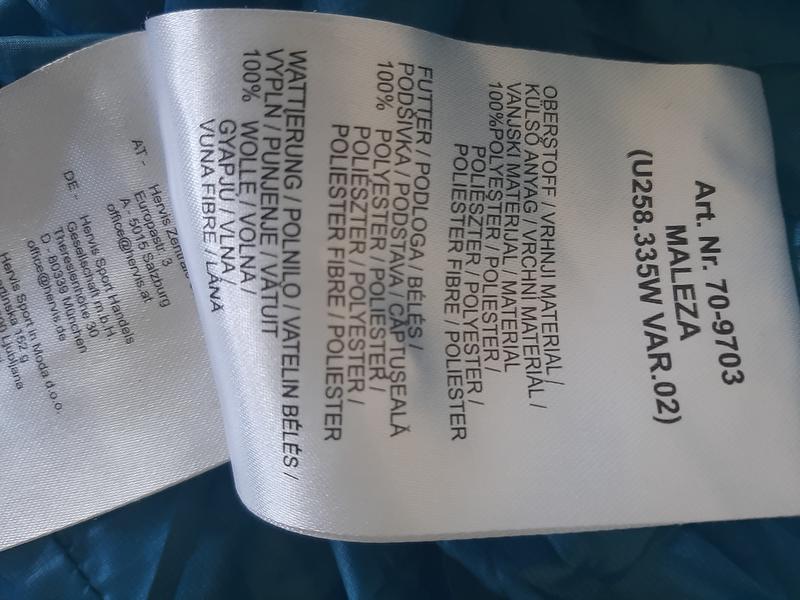 Art. Nr. 70-9703
MALEZA
(U258.335W VAR.02)
OBERSTOFF / VRHNJI MATERIAL /
KÜLSŐ ANYAG / VRCHNÍ MATERIÁL /
VANJSKI MATERIJAL / MATERIAL
100%POLYESTER / POLIESTER /
POLIÉSZTER / POLYESTER /
POLIESTER FIBRE / POLIESTER
FUTTER / PODLOGA / BÉLÉS /
PODŠÍVKA / PODSTAVA / CĂPTUSEALĂ
100% POLYESTER / POLIESTER /
POLIÉSZTER / POLYESTER /
POLIESTER FIBRE / POLIESTER
WATTIERUNG / POLNILO / VATELIN BÉLÉS /
VÝPLN / PUNJENJE / VĂTUIT
100% WOLLE / VOLNA /
GYAPJÚ / VLNA /
VUNA FIBRE / LÂNĂ
AT - Hervis Zentrale
Europastr. 3
A - 5015 Salzburg
office@hervis.at
DE - Hervis Sport Handels
Gesellschaft m.b.H
Theresienhöhe 30
D - 80339 München
office@hervis.de
Hervis Sport in Moda d.o.o.
152 g
Ljubljana